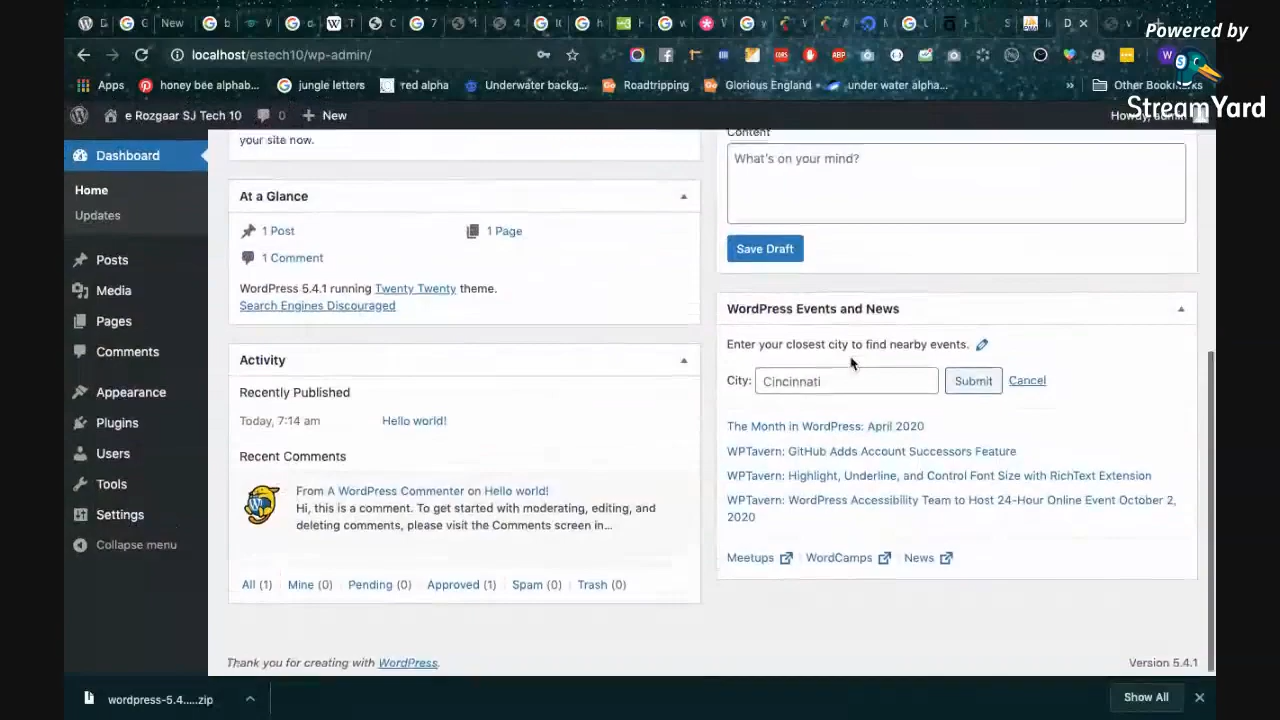 Powered by
StreamYard
localhost/estech10/wp-admin/
Apps
honey bee alphab...
jungle letters
red alpha
Underwater backg...
Roadtripping
Glorious England
under water alpha...
»
Other Bookmarks
e Rozgaar SJ Tech 10
0
New
Howdy, admin
Dashboard
Home
Updates
Posts
Media
Pages
Comments
Appearance
Plugins
Users
Tools
Settings
Collapse menu
your site now.
At a Glance
1 Post
1 Page
1 Comment
WordPress 5.4.1 running Twenty Twenty theme.
Search Engines Discouraged
Activity
Recently Published
Today, 7:14 am
Hello world!
Recent Comments
From A WordPress Commenter on Hello world!
Hi, this is a comment. To get started with moderating, editing, and
deleting comments, please visit the Comments screen in...
All (1) | Mine (0) | Pending (0) | Approved (1) | Spam (0) | Trash (0)
Content
What's on your mind?
Save Draft
WordPress Events and News
Enter your closest city to find nearby events.
City: Cincinnati Submit Cancel
The Month in WordPress: April 2020
WPTavern: GitHub Adds Account Successors Feature
WPTavern: Highlight, Underline, and Control Font Size with RichText Extension
WPTavern: WordPress Accessibility Team to Host 24-Hour Online Event October 2,
2020
Meetups | WordCamps | News
Thank you for creating with WordPress.
Version 5.4.1
wordpress-5.4.....zip
Show All